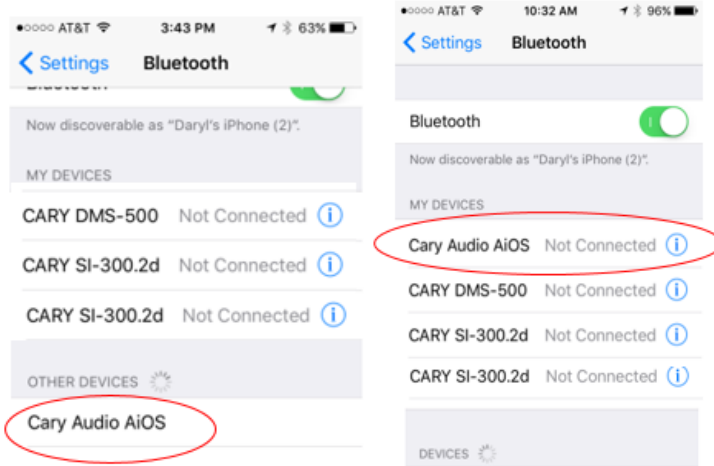 AT&T 3:43 PM 63%
Settings Bluetooth
Bluetooth
Now discoverable as “Daryl’s iPhone (2)”.
MY DEVICES
CARY DMS-500 Not Connected i
CARY SI-300.2d Not Connected i
CARY SI-300.2d Not Connected i
OTHER DEVICES
Cary Audio AiOS
AT&T 10:32 AM 96%
Settings Bluetooth
Bluetooth
Now discoverable as “Daryl’s iPhone (2)”.
MY DEVICES
Cary Audio AiOS Not Connected i
CARY DMS-500 Not Connected i
CARY SI-300.2d Not Connected i
CARY SI-300.2d Not Connected i
DEVICES